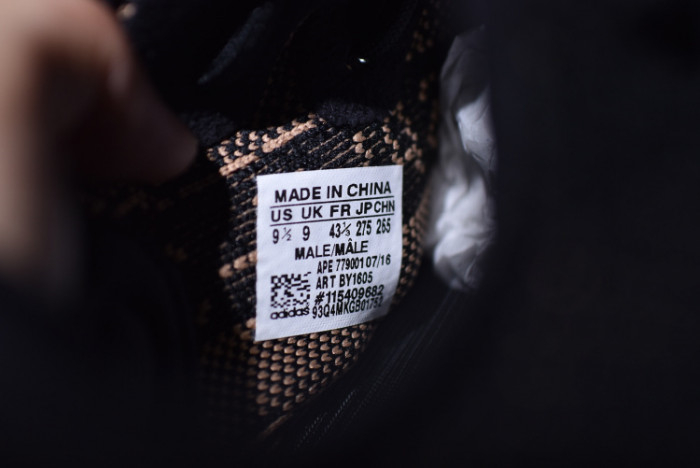 MADE IN CHINA
US UK FR JP CHN
9½ 9 43⅓ 275 265
MALE/MÂLE
APE 779001 07/16
ART BY1605
#115409682
adidas 93Q4MKGB01753